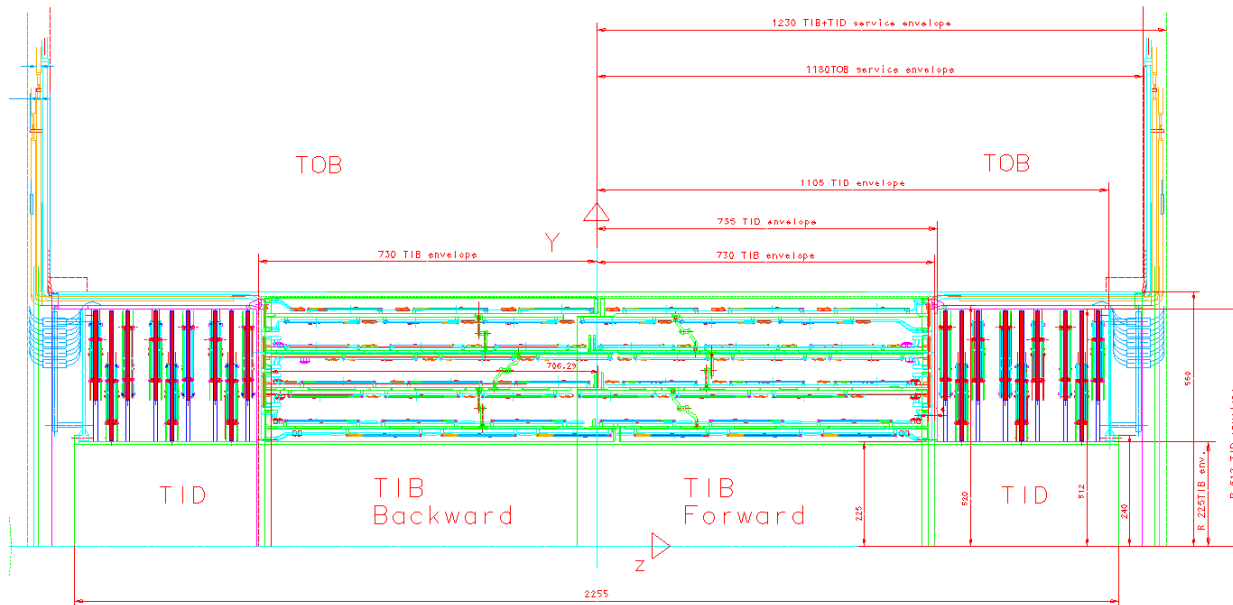 1230 TIB+TID service envelope
1180TOB service envelope
TOB
TOB
1105 TID envelope
735 TID envelope
Y
730 TIB envelope
730 TIB envelope
706.29
550
TID
TIB
Backward
TIB
Forward
TID
225
520
512
240
R 225TIB env.
Z
2255